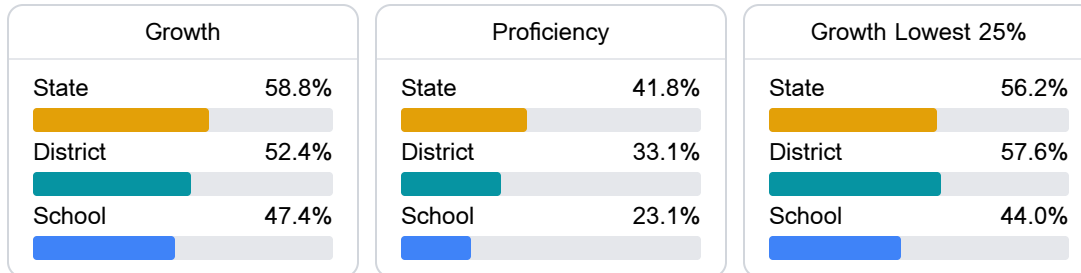 Growth
State 58.8%
District 52.4%
School 47.4%
Proficiency
State 41.8%
District 33.1%
School 23.1%
Growth Lowest 25%
State 56.2%
District 57.6%
School 44.0%